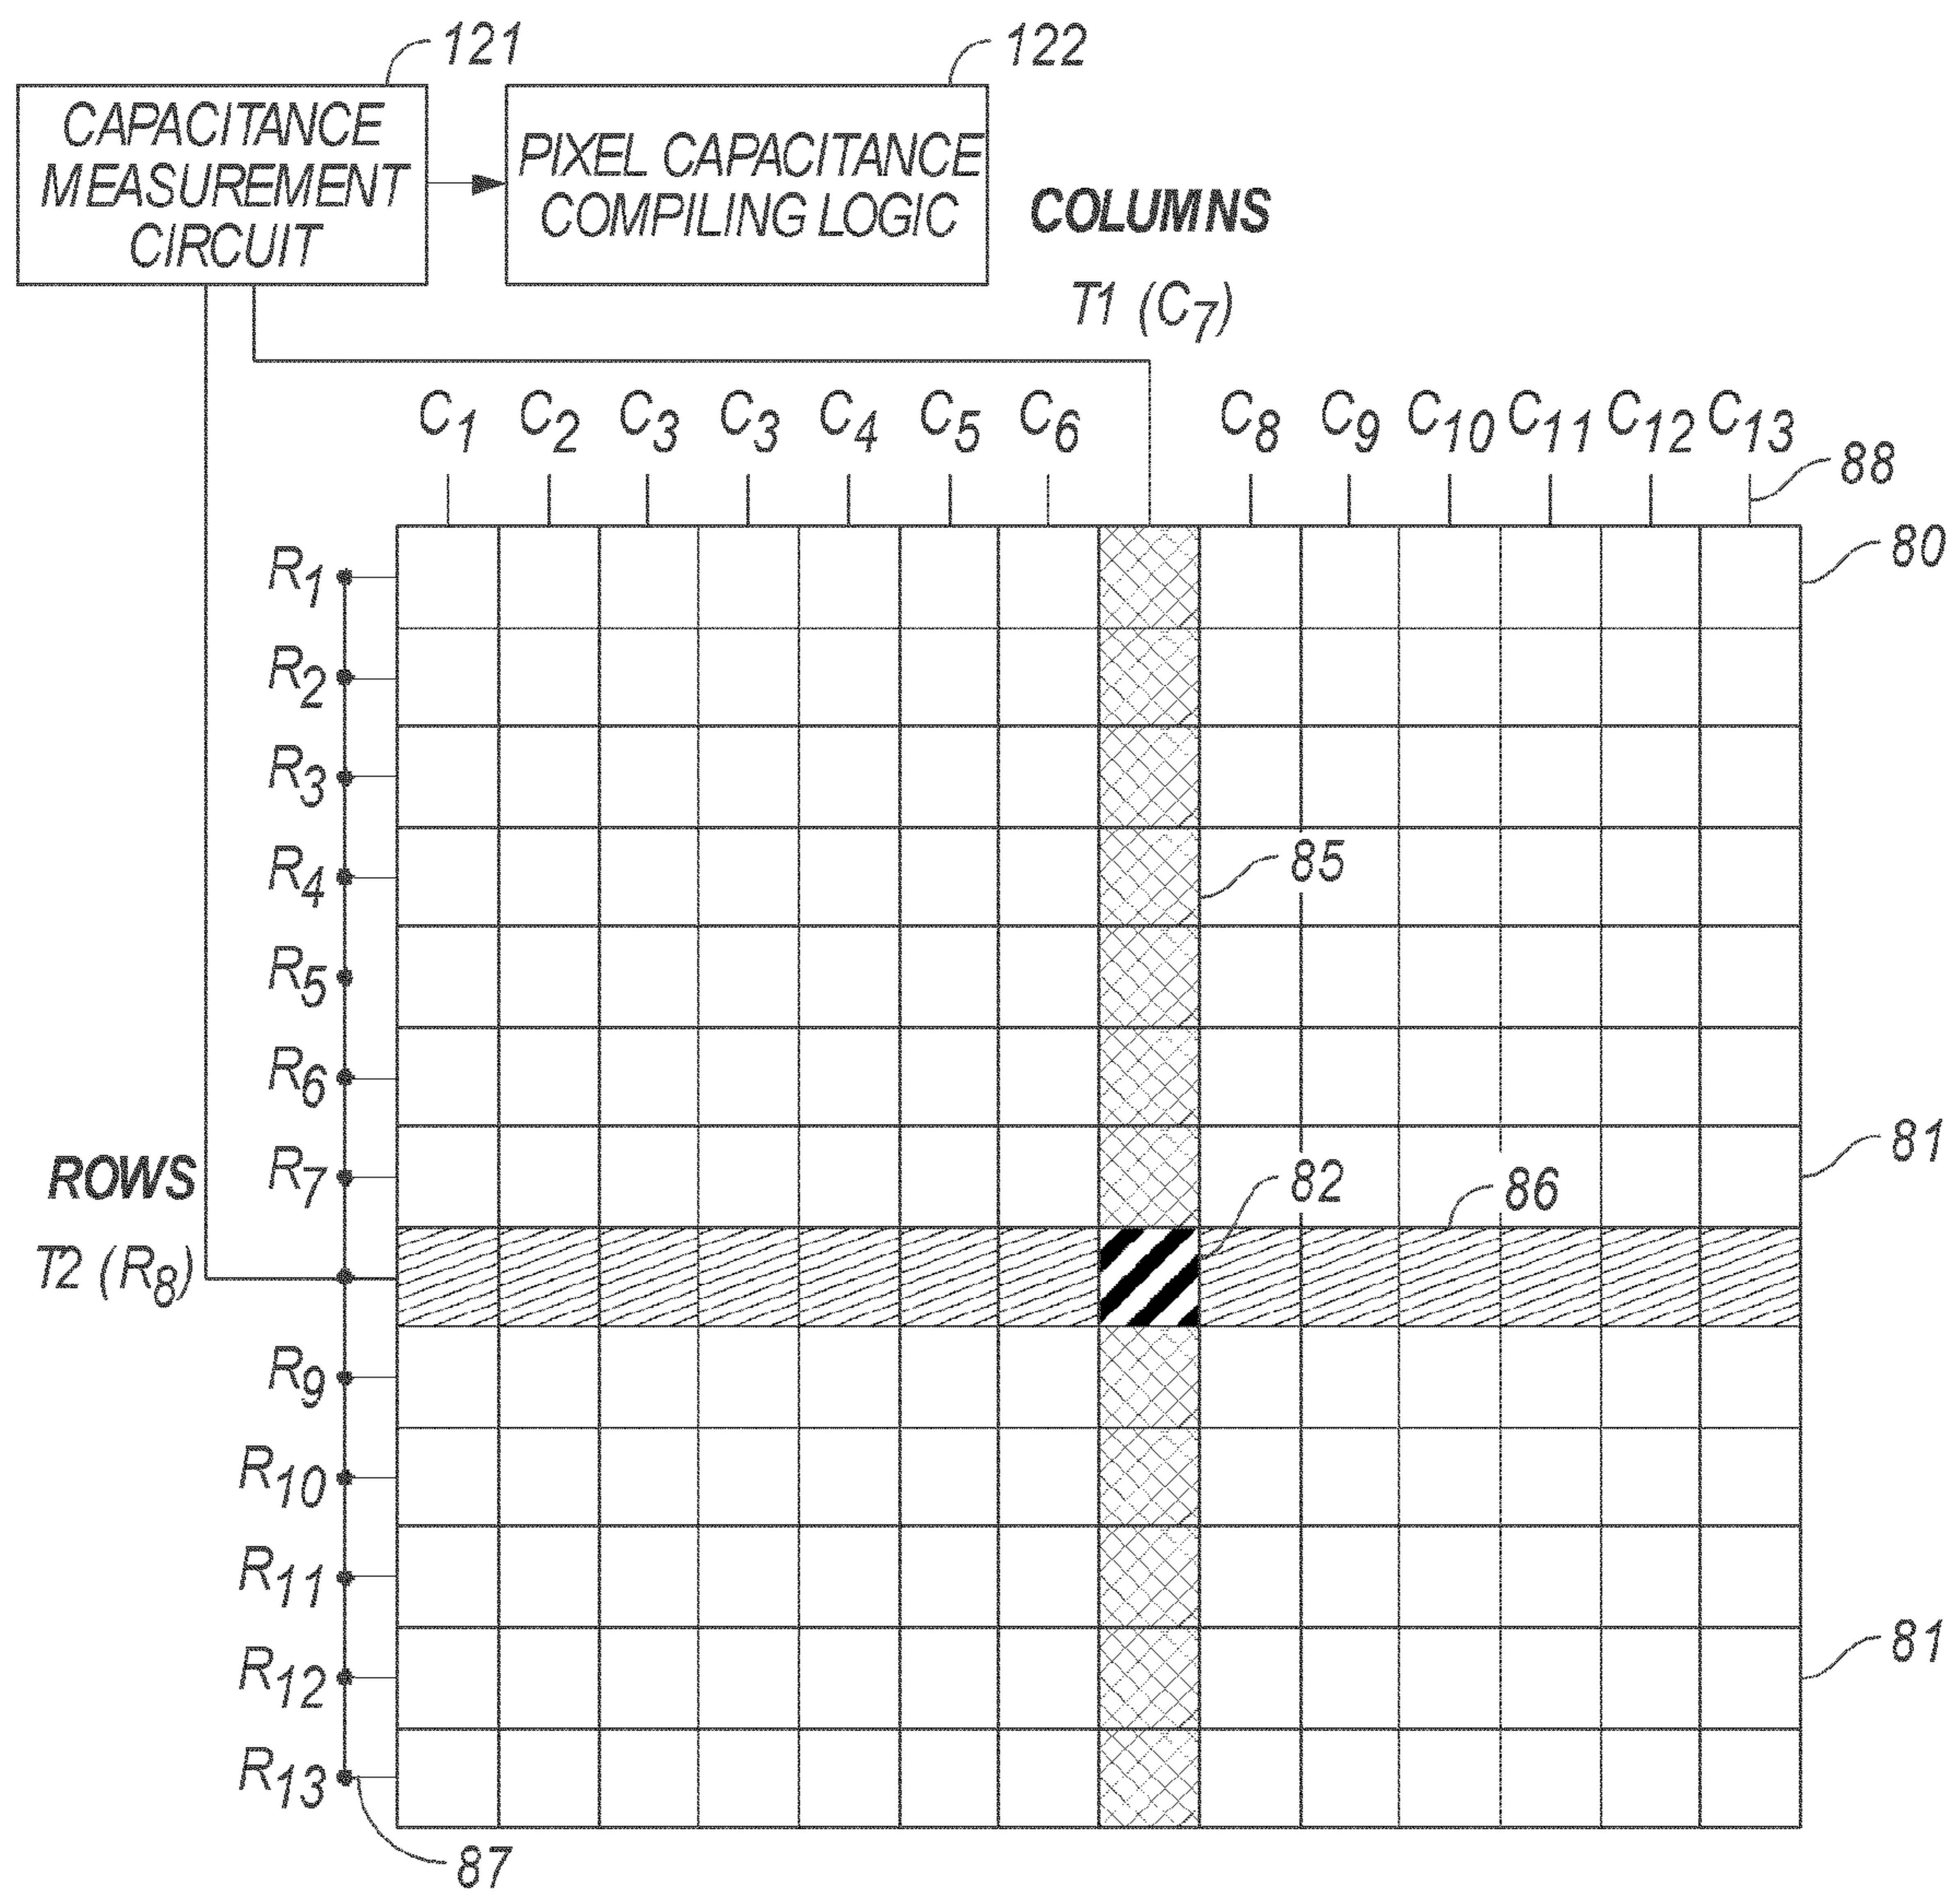 121
122
CAPACITANCE
MEASUREMENT
CIRCUIT
PIXEL CAPACITANCE
COMPILING LOGIC
COLUMNS
T1 (C7)
C1 C2 C3 C3 C4 C5 C6 C8 C9 C10 C11 C12 C13
88
80
R1
R2
R3
R4
85
R5
R6
R7
81
ROWS
82
86
T2 (R8)
R9
R10
R11
R12
81
R13
87